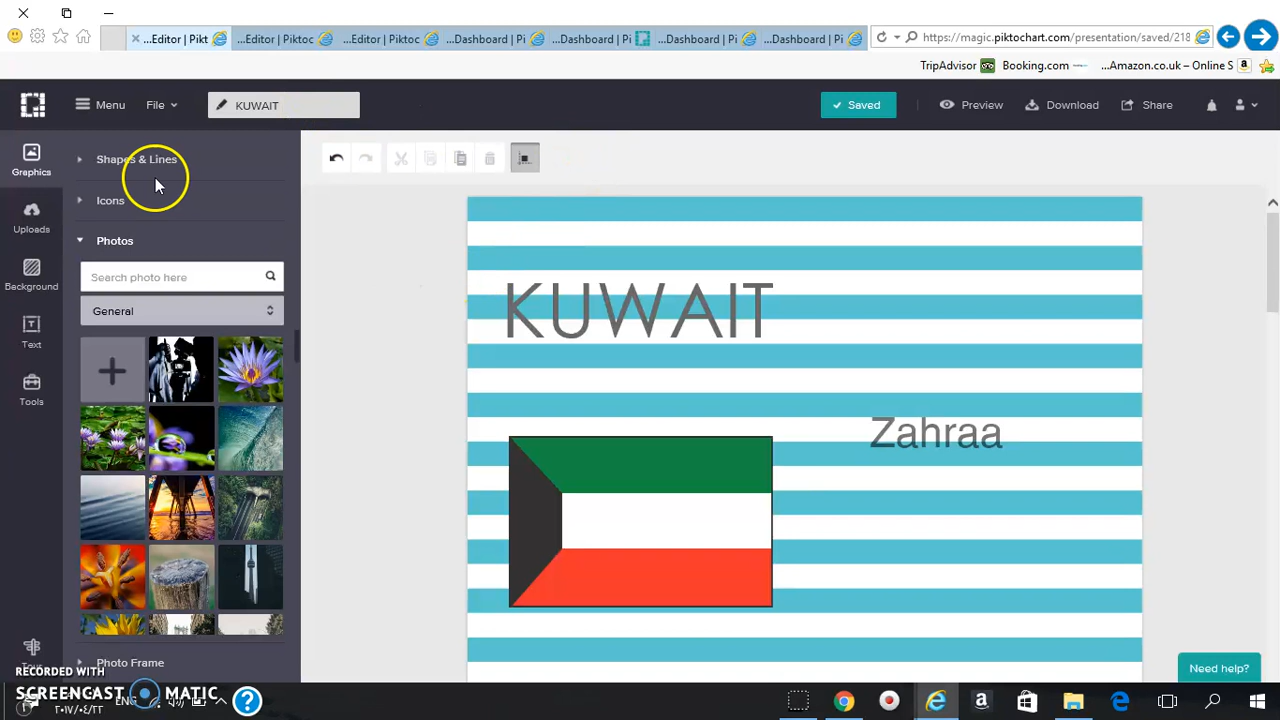 ...Editor | Pikt
...Editor | Piktoc
...Editor | Piktoc
...Dashboard | Pi
...Dashboard | Pi
...Dashboard | Pi
...Dashboard | Pi
https://magic.piktochart.com/presentation/saved/218
TripAdvisor
Booking.com
...Amazon.co.uk – Online S
Menu
File
KUWAIT
Saved
Preview
Download
Share
Graphics
Uploads
Background
Text
Tools
Shapes & Lines
Icons
Photos
Search photo here
General
Photo Frame
KUWAIT
Zahraa
Need help?
RECORDED WITH
SCREENCAST MATIC
ENG
٢٠١٧/٠٤/٢٣